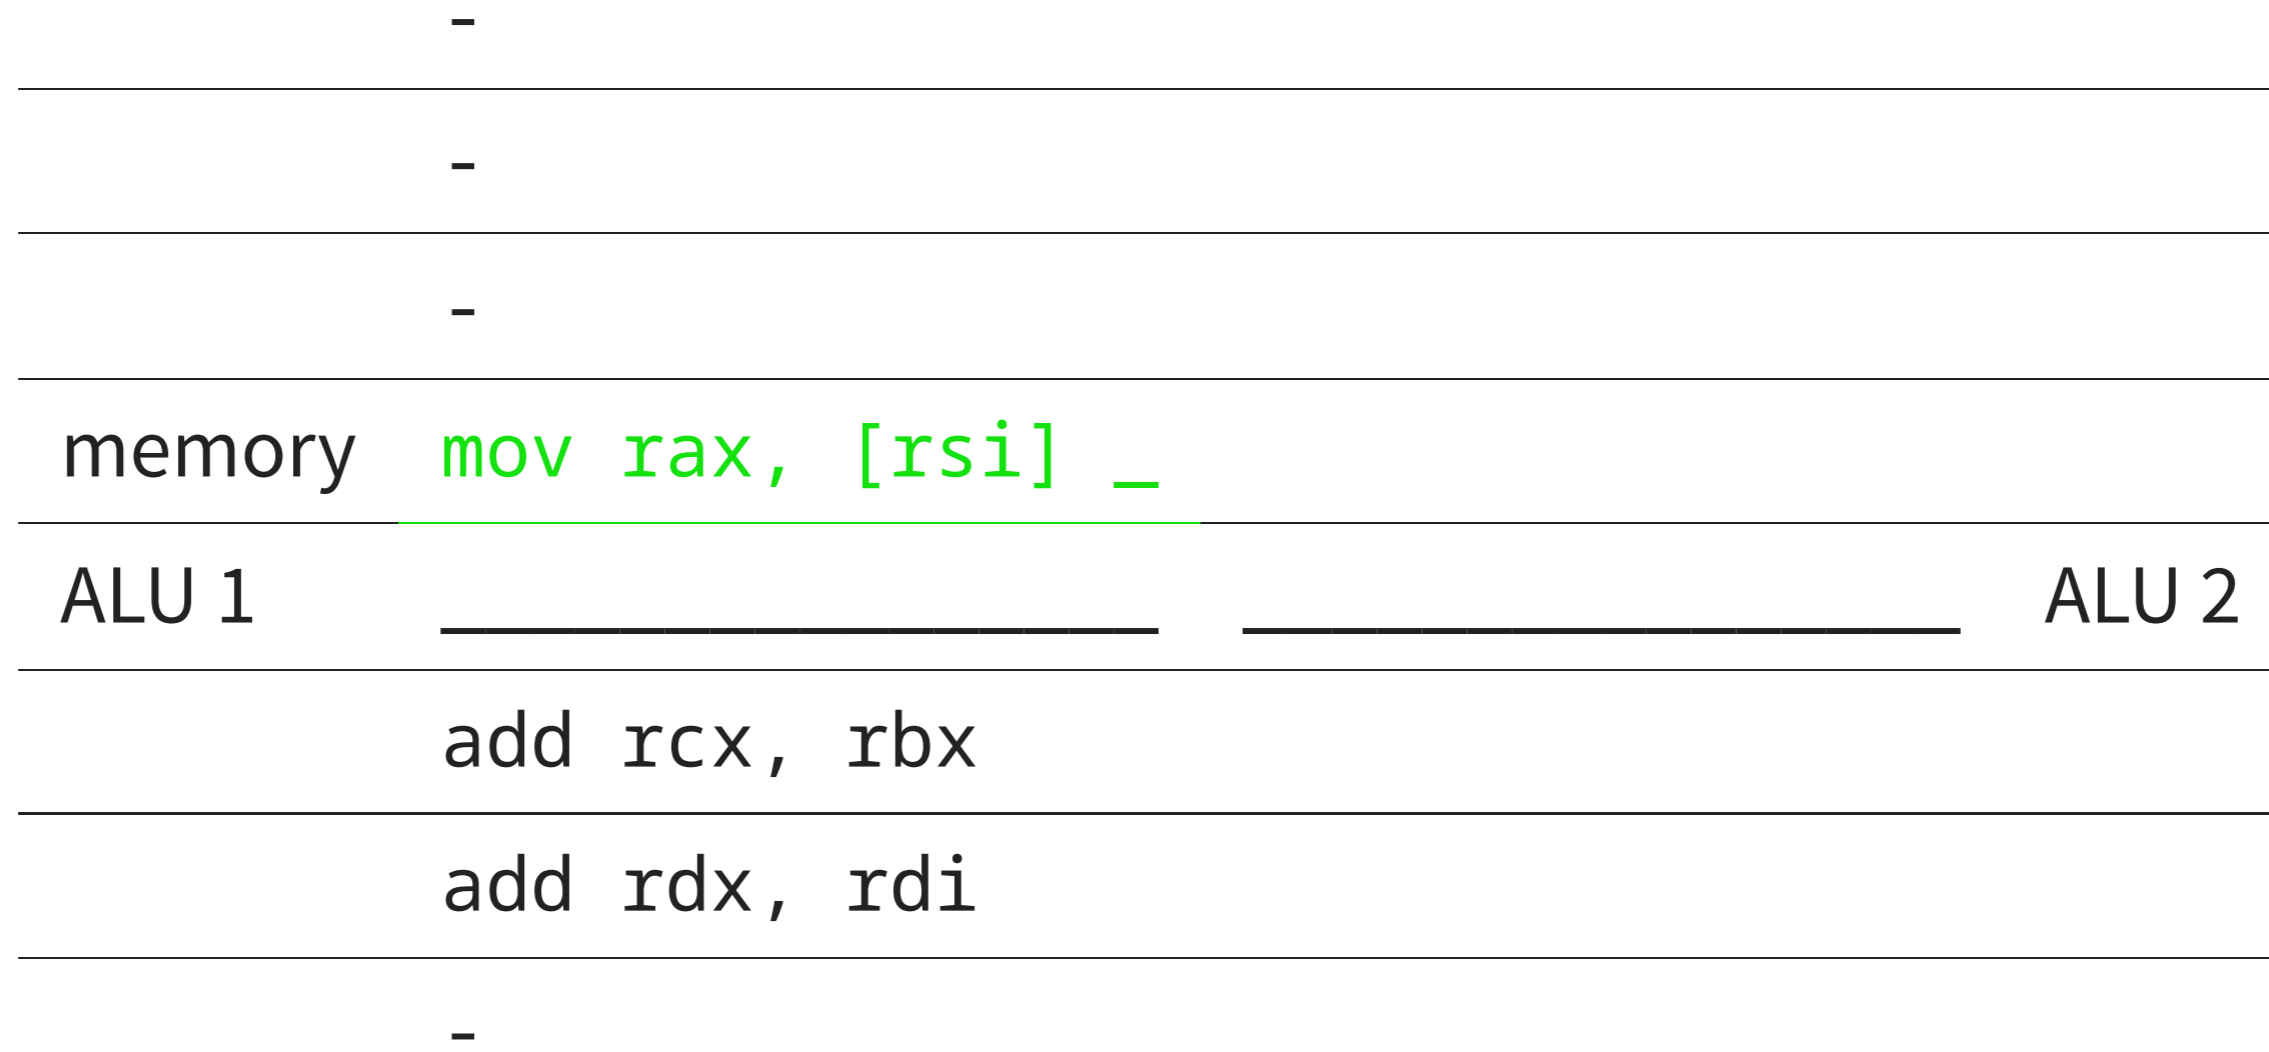 -
-
-
memory mov rax, [rsi] _
ALU 1 ________________ ________________ ALU 2
add rcx, rbx
add rdx, rdi
-